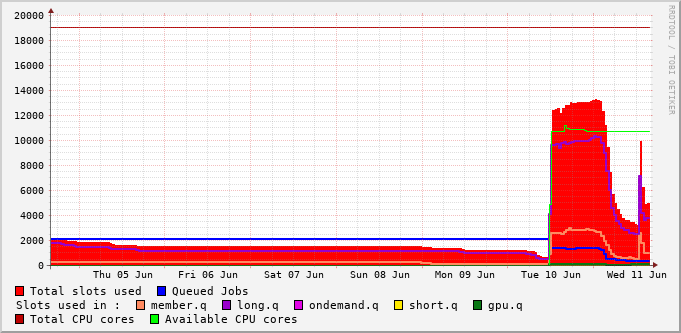 20000
18000
16000
14000
12000
10000
8000
6000
4000
2000
0
Thu 05 Jun Fri 06 Jun Sat 07 Jun Sun 08 Jun Mon 09 Jun Tue 10 Jun Wed 11 Jun
Total slots used Queued Jobs
Slots used in : member.q long.q ondemand.q short.q gpu.q
Total CPU cores Available CPU cores
RRDTOOL / TOBI OETIKER